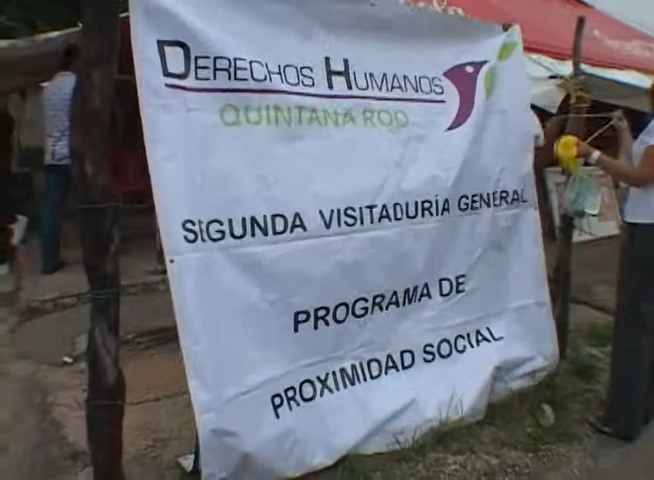 DERECHOS HUMANOS
QUINTANA ROO
SEGUNDA VISITADURÍA GENERAL
PROGRAMA DE
PROXIMIDAD SOCIAL